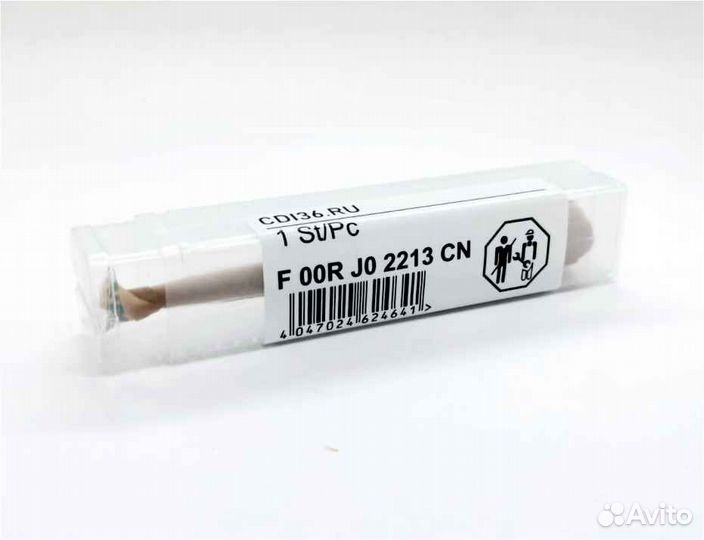 CDI36.RU
1 St/Pc
F 00R J0 2213 CN
4 047024 624641 >
Avito